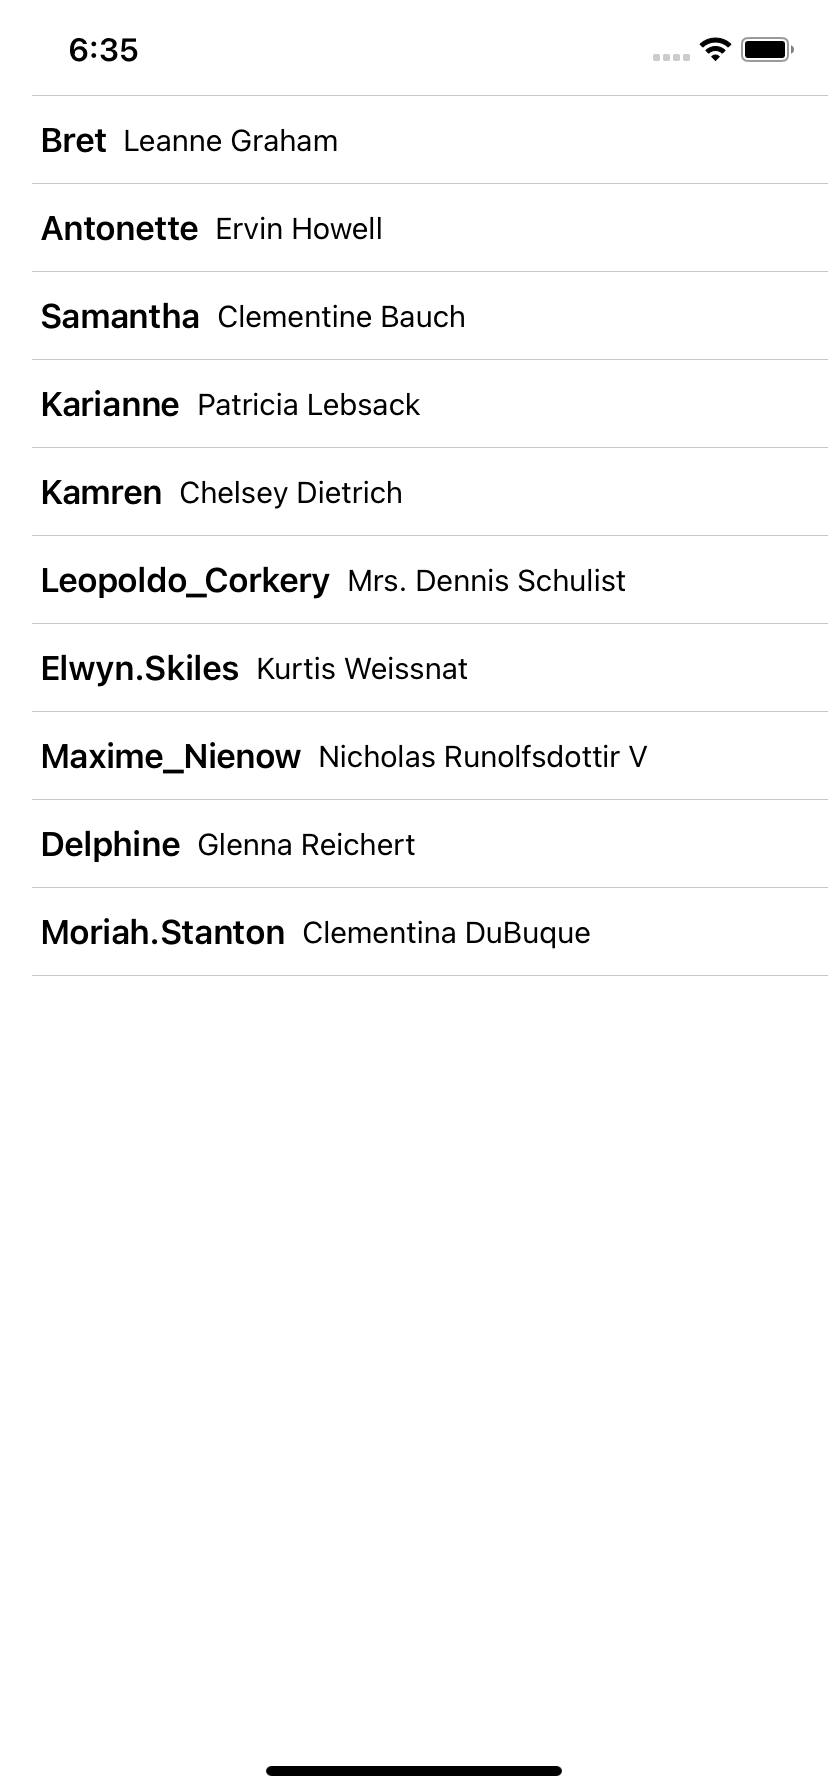 6:35
Bret Leanne Graham
Antonette Ervin Howell
Samantha Clementine Bauch
Karianne Patricia Lebsack
Kamren Chelsey Dietrich
Leopoldo_Corkery Mrs. Dennis Schulist
Elwyn.Skiles Kurtis Weissnat
Maxime_Nienow Nicholas Runolfsdottir V
Delphine Glenna Reichert
Moriah.Stanton Clementina DuBuque